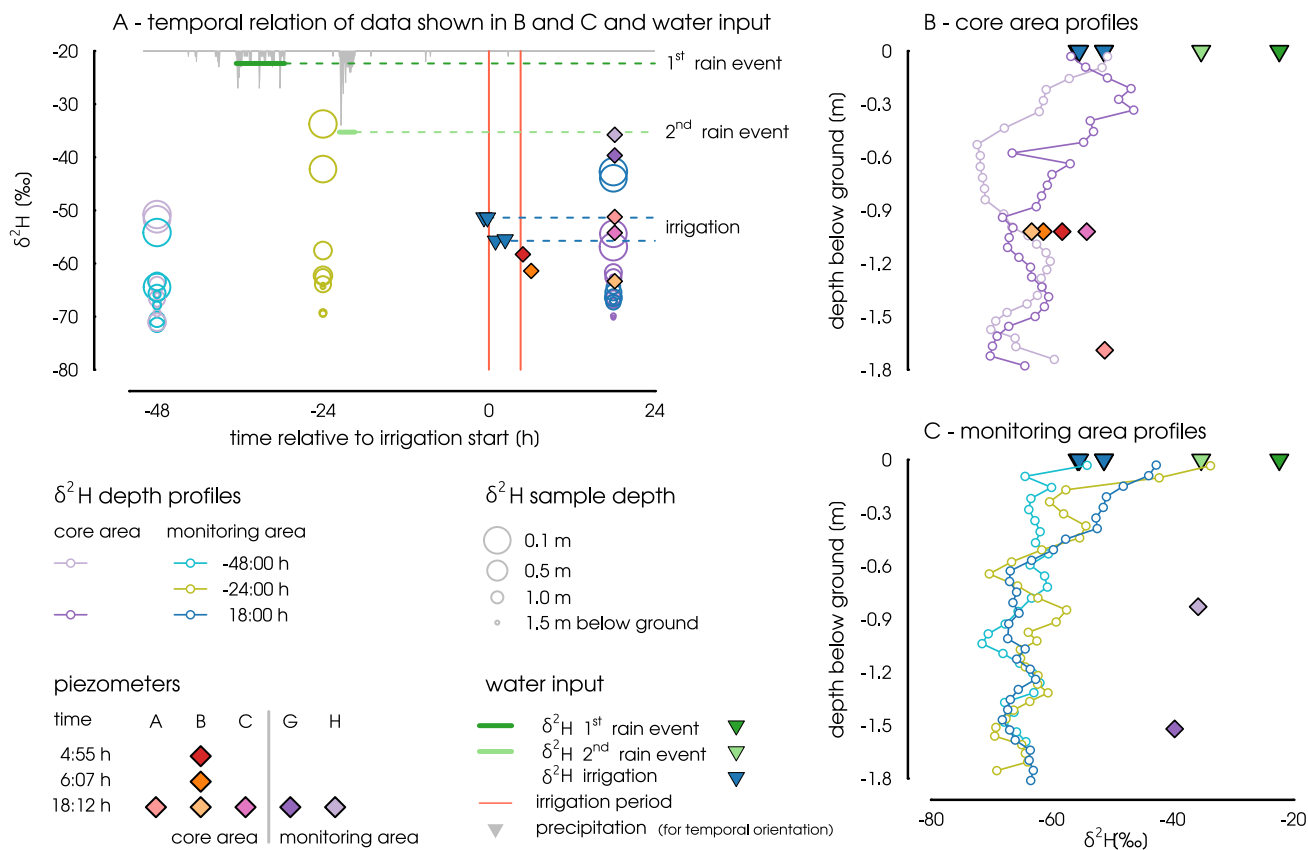 A - temporal relation of data shown in B and C and water input
-20
-30
-40
-50
-60
-70
-80
δ²H (‰)
1st rain event
2nd rain event
irrigation
-48
-24
0
24
time relative to irrigation start (h)
B - core area profiles
0
-0.3
-0.6
-0.9
-1.2
-1.5
-1.8
depth below ground (m)
C - monitoring area profiles
0
-0.3
-0.6
-0.9
-1.2
-1.5
-1.8
depth below ground (m)
-80
-60
-40
-20
δ²H(‰)
δ²H depth profiles
core area
monitoring area
-48:00 h
-24:00 h
18:00 h
δ²H sample depth
0.1 m
0.5 m
1.0 m
1.5 m below ground
piezometers
time A B C G H
4:55 h
6:07 h
18:12 h
core area
monitoring area
water input
δ²H 1st rain event
δ²H 2nd rain event
δ²H irrigation
irrigation period
precipitation (for temporal orientation)